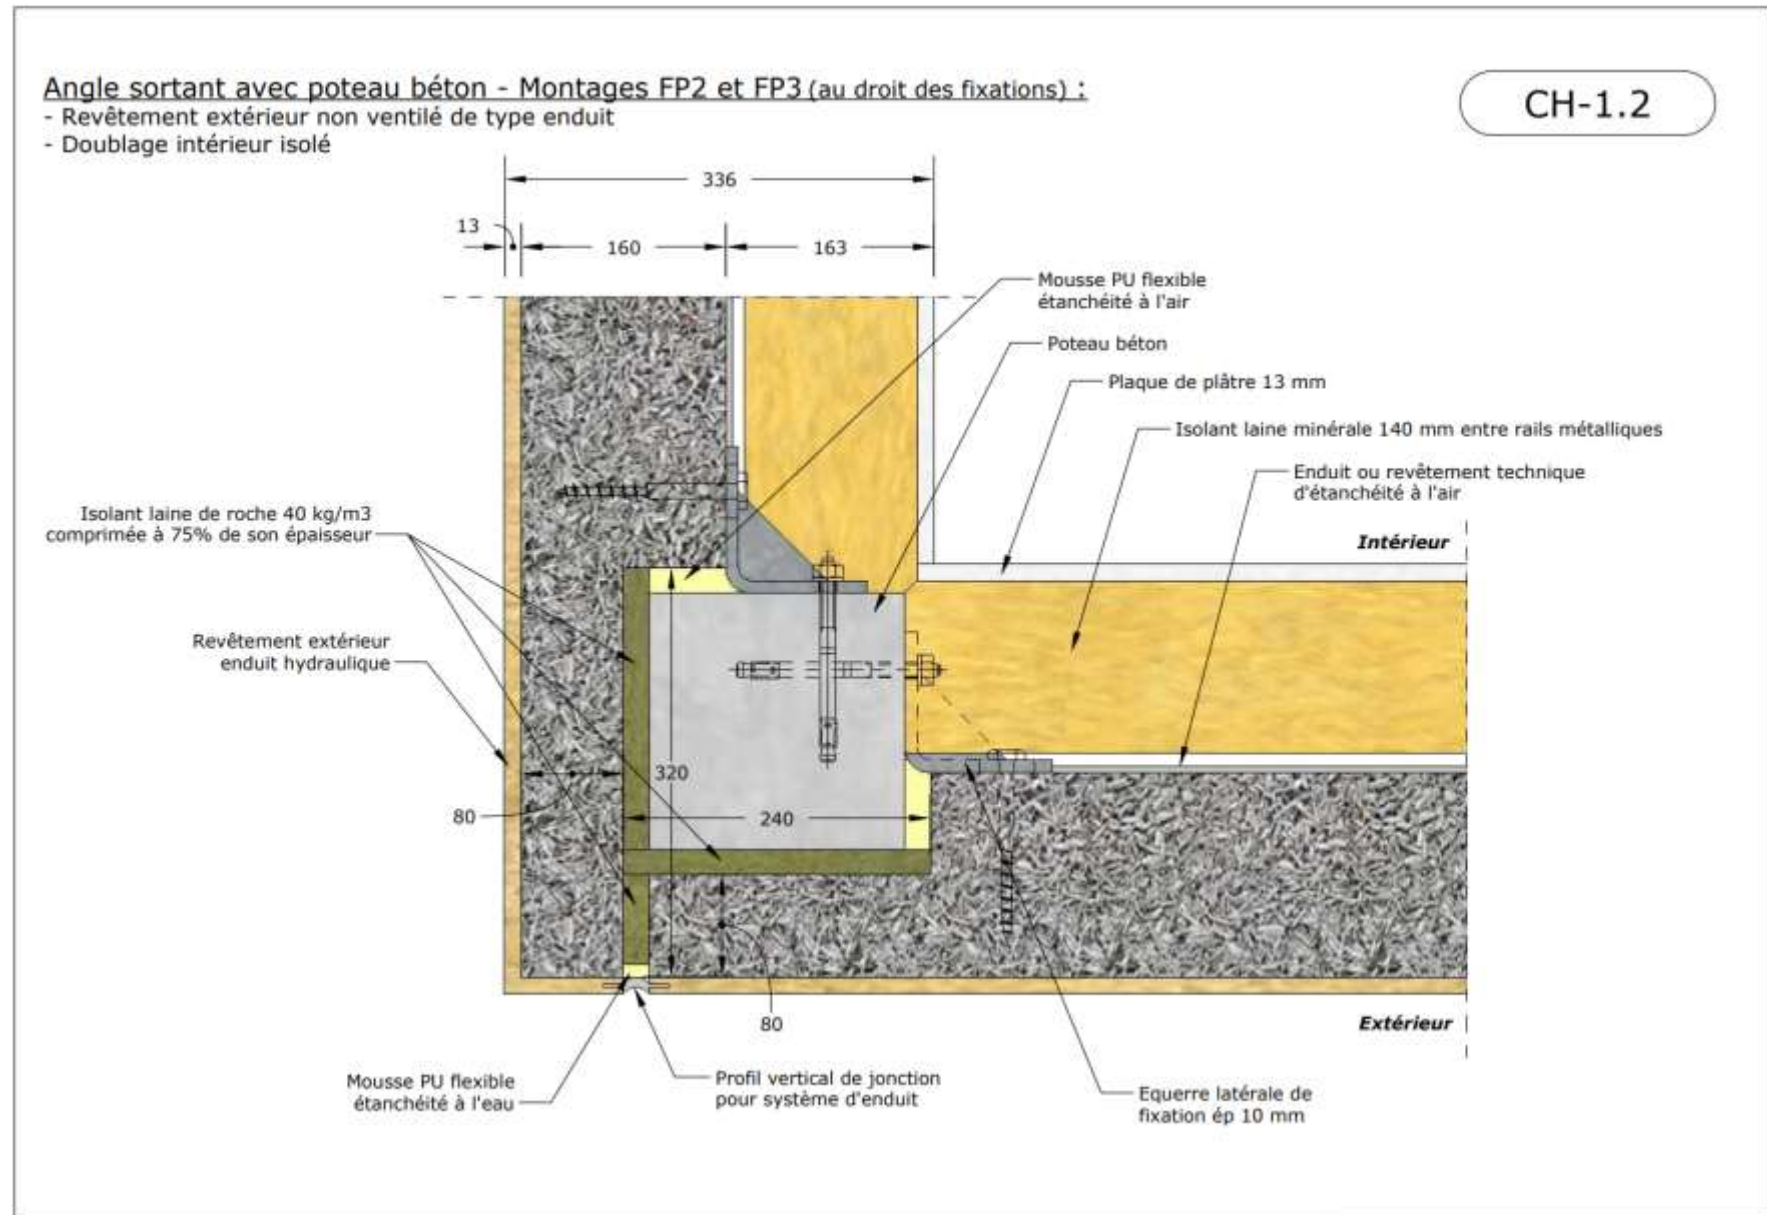 Angle sortant avec poteau béton - Montages FP2 et FP3 (au droit des fixations) :
- Revêtement extérieur non ventilé de type enduit
- Doublage intérieur isolé
CH-1.2
336
13
160
163
Mousse PU flexible
étanchéité à l'air
Poteau béton
Plaque de plâtre 13 mm
Isolant laine minérale 140 mm entre rails métalliques
Enduit ou revêtement technique
d'étanchéité à l'air
Isolant laine de roche 40 kg/m3
comprimée à 75% de son épaisseur
Intérieur
Revêtement extérieur
enduit hydraulique
320
80
240
80
Extérieur
Mousse PU flexible
étanchéité à l'eau
Profil vertical de jonction
pour système d'enduit
Equerre latérale de
fixation ép 10 mm